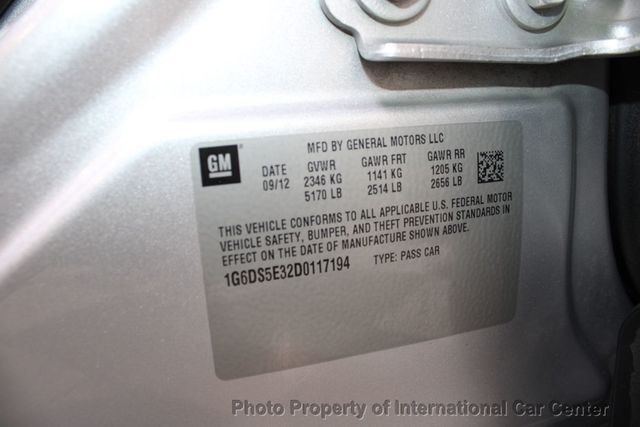 MFD BY GENERAL MOTORS LLC
GM DATE GVWR GAWR FRT GAWR RR
09/12 2346 KG 1141 KG 1205 KG
5170 LB 2514 LB 2656 LB
THIS VEHICLE CONFORMS TO ALL APPLICABLE U.S. FEDERAL MOTOR
VEHICLE SAFETY, BUMPER, AND THEFT PREVENTION STANDARDS IN
EFFECT ON THE DATE OF MANUFACTURE SHOWN ABOVE.
1G6DS5E32D0117194 TYPE: PASS CAR
Photo Property of International Car Center